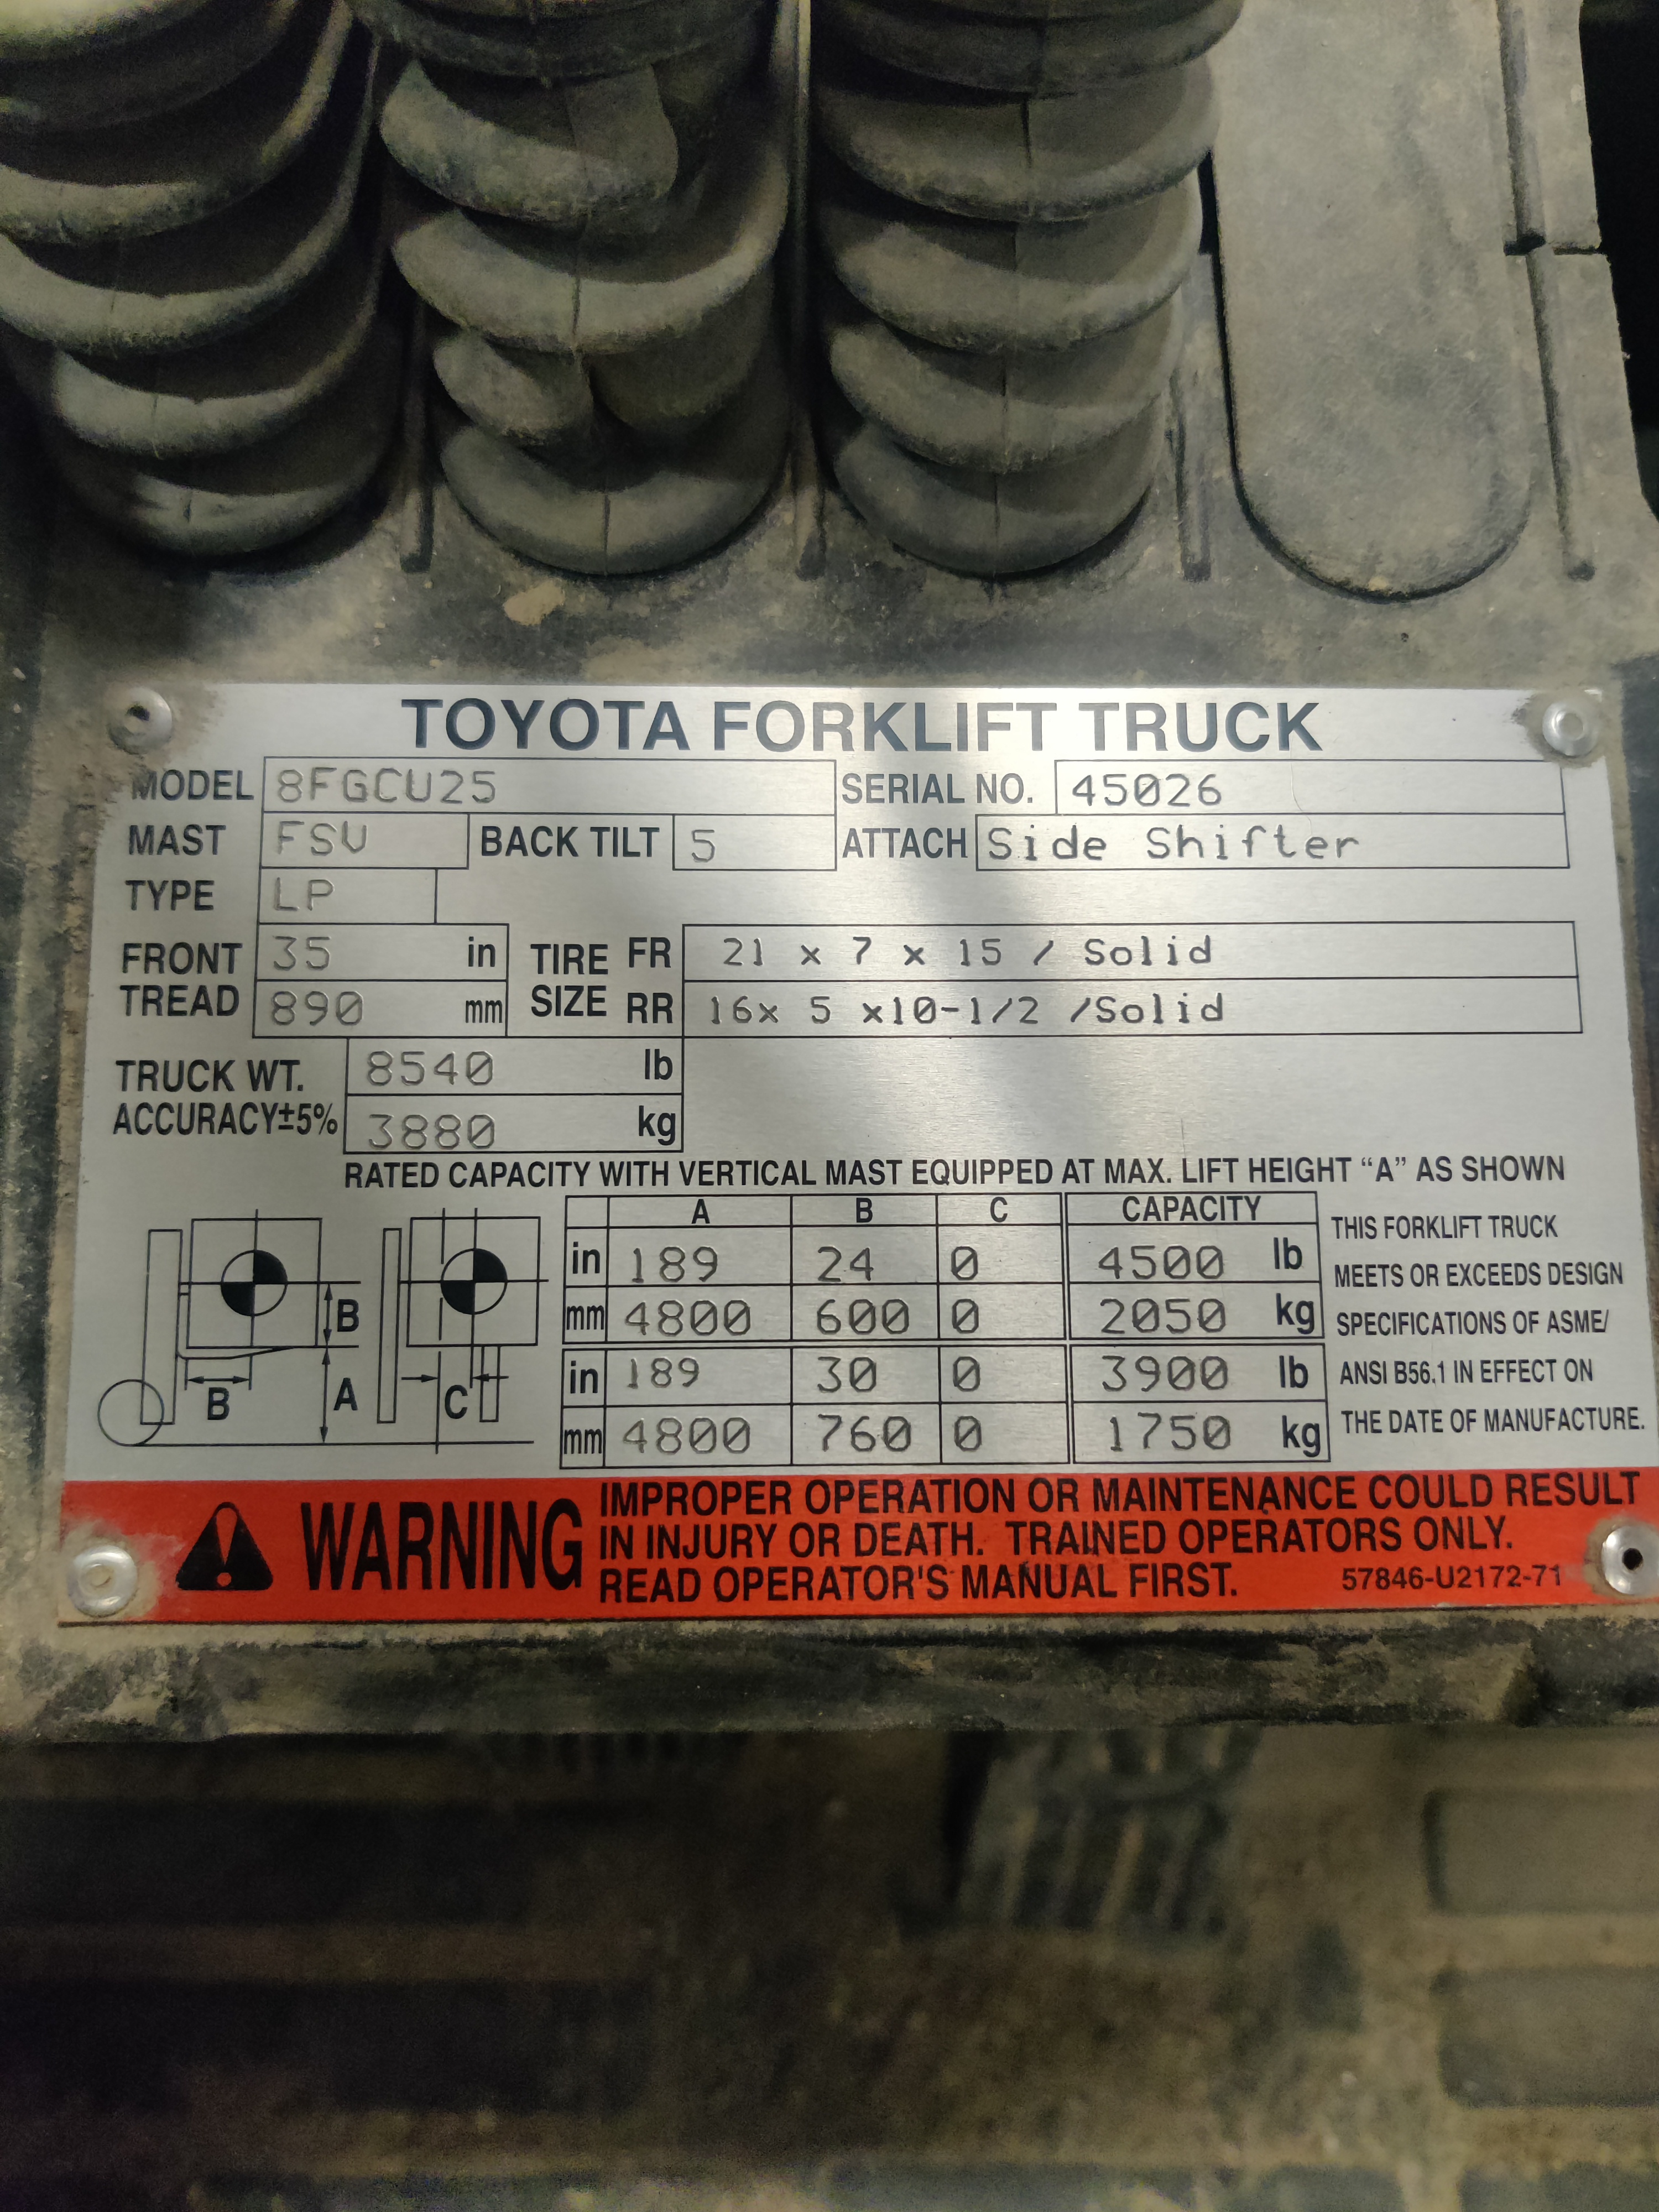 TOYOTA FORKLIFT TRUCK
MODEL 8FGCU25 SERIAL NO. 45026
MAST FSV BACK TILT 5 ATTACH Side Shifter
TYPE LP
FRONT TREAD 35 in TIRE SIZE FR 21 x 7 x 15 / Solid
890 mm RR 16x 5 x10-1/2 /Solid
TRUCK WT. 8540 lb
ACCURACY±5% 3880 kg
RATED CAPACITY WITH VERTICAL MAST EQUIPPED AT MAX. LIFT HEIGHT “A” AS SHOWN
A B C CAPACITY
in 189 24 0 4500 lb
mm 4800 600 0 2050 kg
in 189 30 0 3900 lb
mm 4800 760 0 1750 kg
B
B
A
C
THIS FORKLIFT TRUCK
MEETS OR EXCEEDS DESIGN
SPECIFICATIONS OF ASME/
ANSI B56.1 IN EFFECT ON
THE DATE OF MANUFACTURE.
WARNING
IMPROPER OPERATION OR MAINTENANCE COULD RESULT
IN INJURY OR DEATH. TRAINED OPERATORS ONLY.
READ OPERATOR'S MANUAL FIRST. 57846-U2172-71